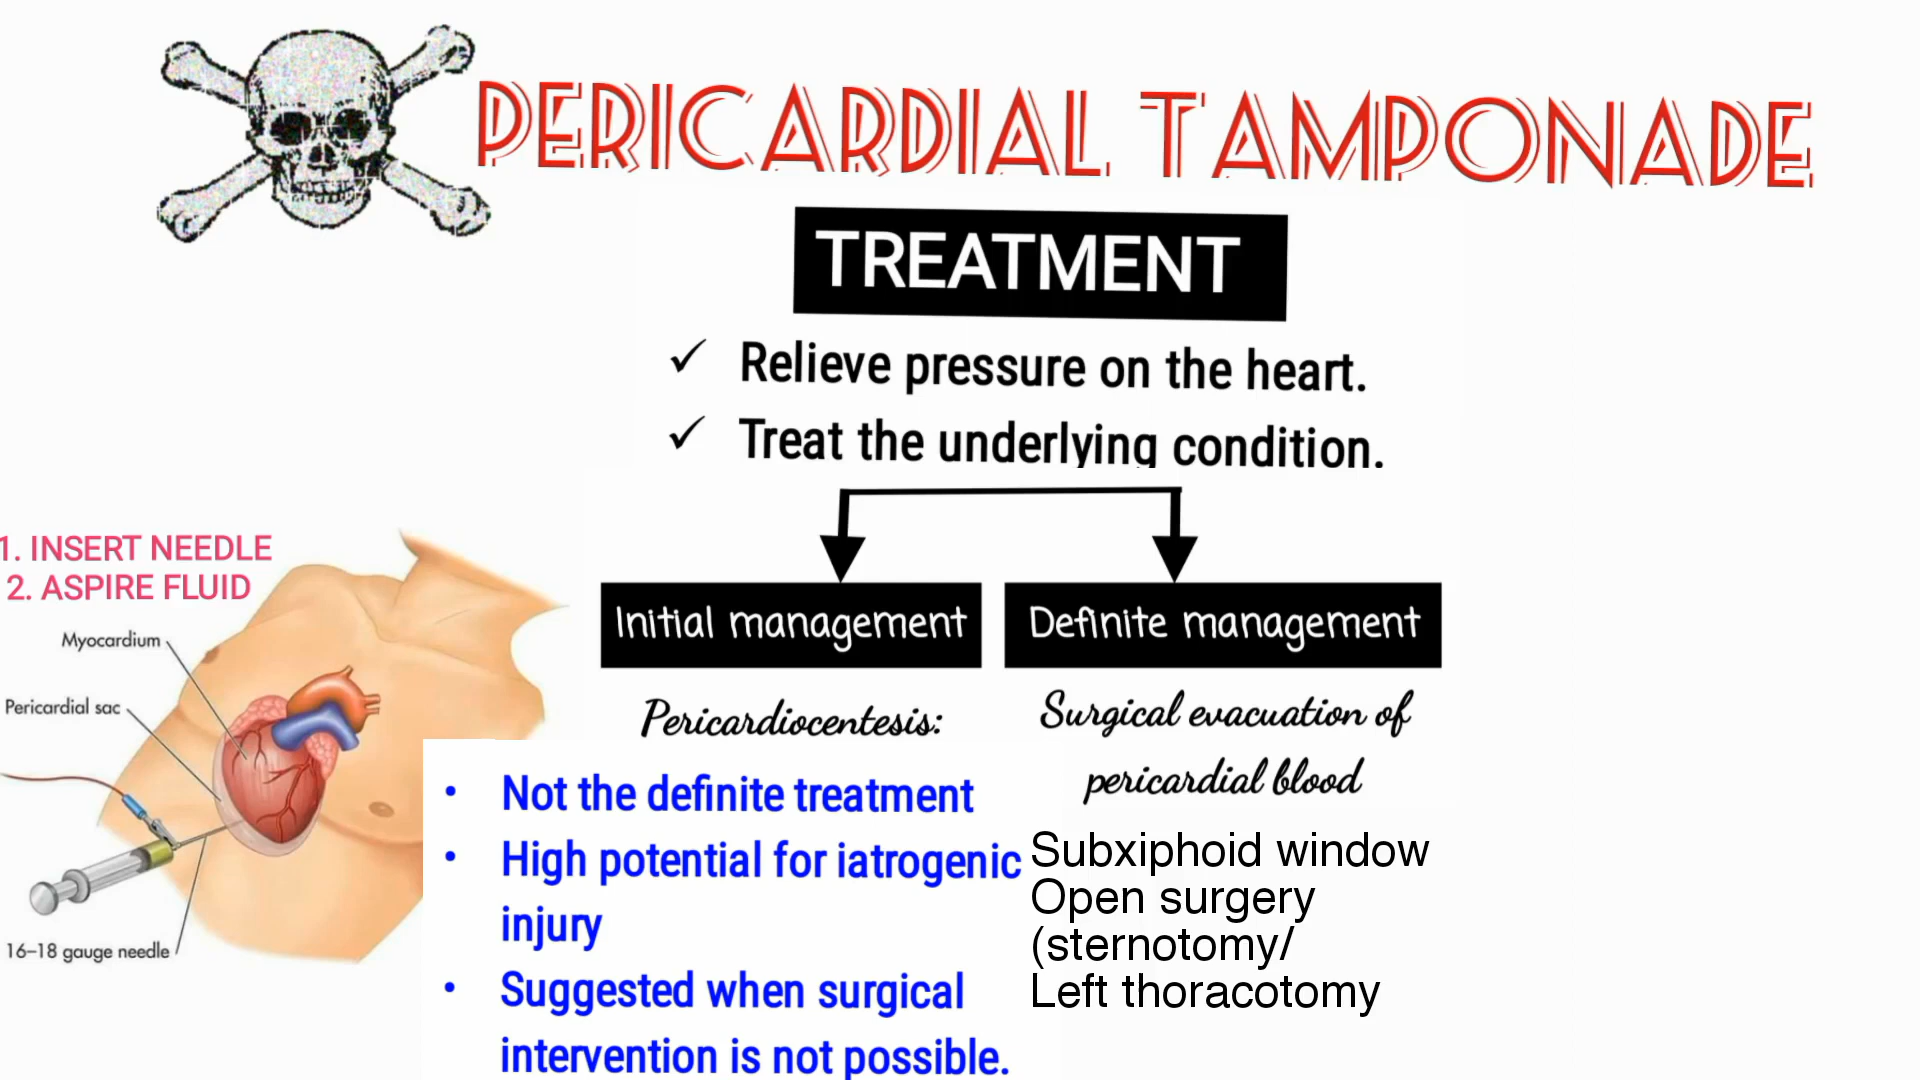 PERICARDIAL TAMPONADE
TREATMENT
✓ Relieve pressure on the heart.
✓ Treat the underlying condition.
1. INSERT NEEDLE
2. ASPIRE FLUID
Myocardium
Pericardial sac
16–18 gauge needle
Initial management
Pericardiocentesis:
• Not the definite treatment
• High potential for iatrogenic
injury
• Suggested when surgical
intervention is not possible.
Definite management
Surgical evacuation of
pericardial blood
Subxiphoid window
Open surgery
(sternotomy/
Left thoracotomy